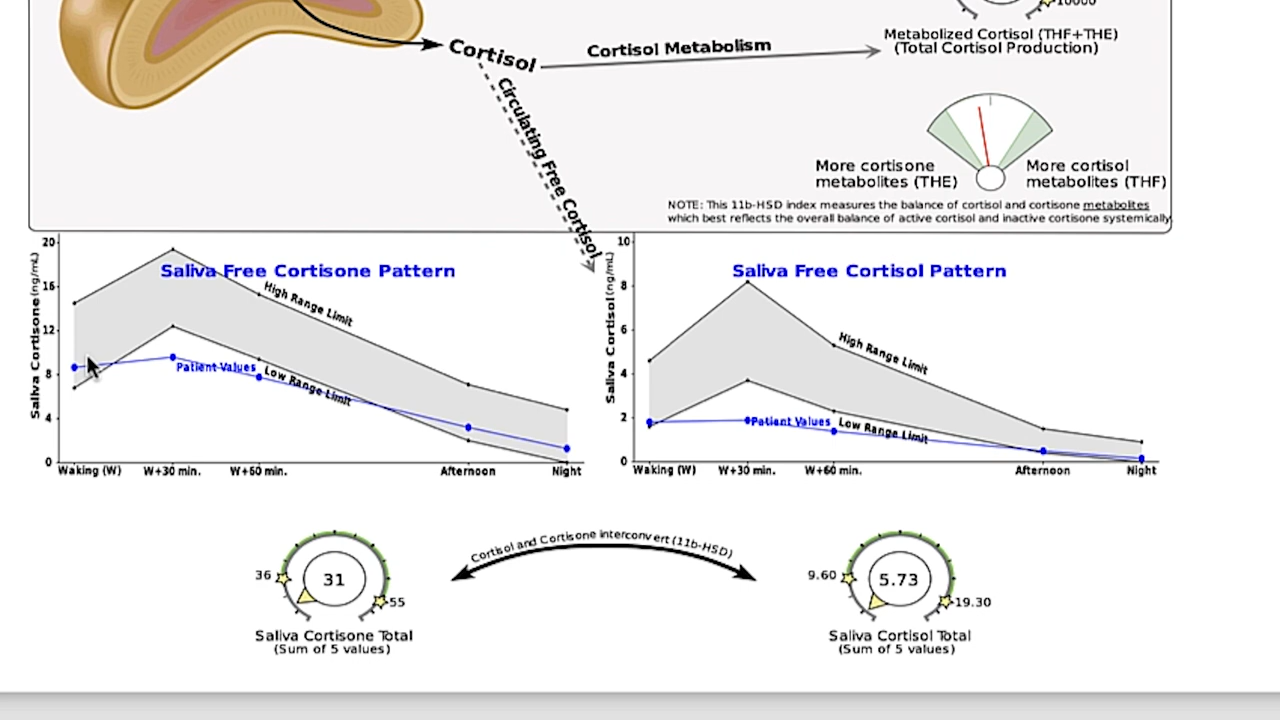 10000
Metabolized Cortisol (THF+THE)
(Total Cortisol Production)
Cortisol
Cortisol Metabolism
Circulating Free Cortisol
More cortisone
metabolites (THE)
More cortisol
metabolites (THF)
NOTE: This 11b-HSD index measures the balance of cortisol and cortisone metabolites
which best reflects the overall balance of active cortisol and inactive cortisone systemically.
Saliva Free Cortisone Pattern
Saliva Cortisone (ng/mL)
20
16
12
8
4
0
High Range Limit
Patient Values
Low Range Limit
Waking (W)
W+30 min.
W+60 min.
Afternoon
Night
Saliva Free Cortisol Pattern
Saliva Cortisol (ng/mL)
10
8
6
4
2
0
High Range Limit
Patient Values
Low Range Limit
Waking (W)
W+30 min.
W+60 min.
Afternoon
Night
Cortisol and Cortisone interconvert (11b-HSD)
36
31
55
Saliva Cortisone Total
(Sum of 5 values)
9.60
5.73
19.30
Saliva Cortisol Total
(Sum of 5 values)